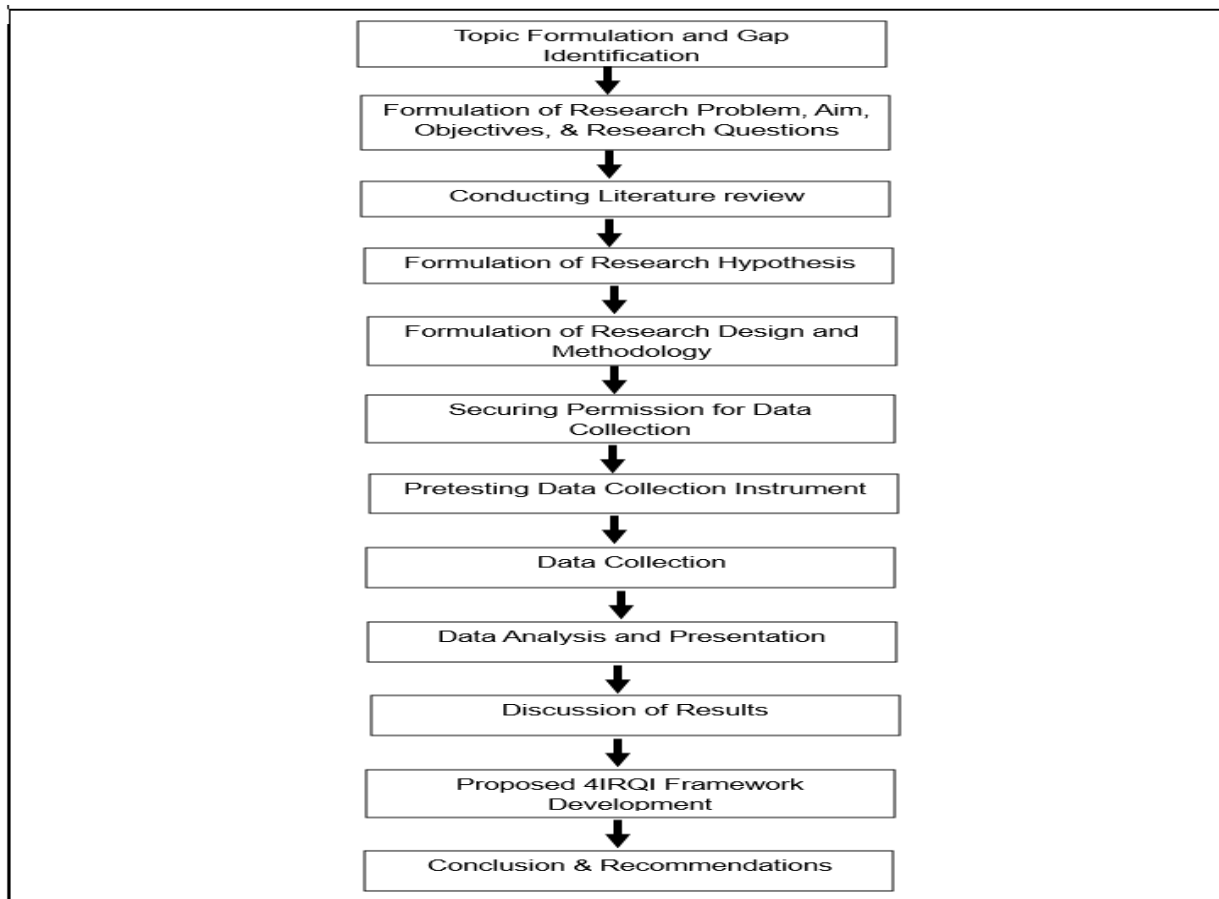 Topic Formulation and Gap
Identification
Formulation of Research Problem, Aim,
Objectives, & Research Questions
Conducting Literature review
Formulation of Research Hypothesis
Formulation of Research Design and
Methodology
Securing Permission for Data
Collection
Pretesting Data Collection Instrument
Data Collection
Data Analysis and Presentation
Discussion of Results
Proposed 4IRQI Framework
Development
Conclusion & Recommendations